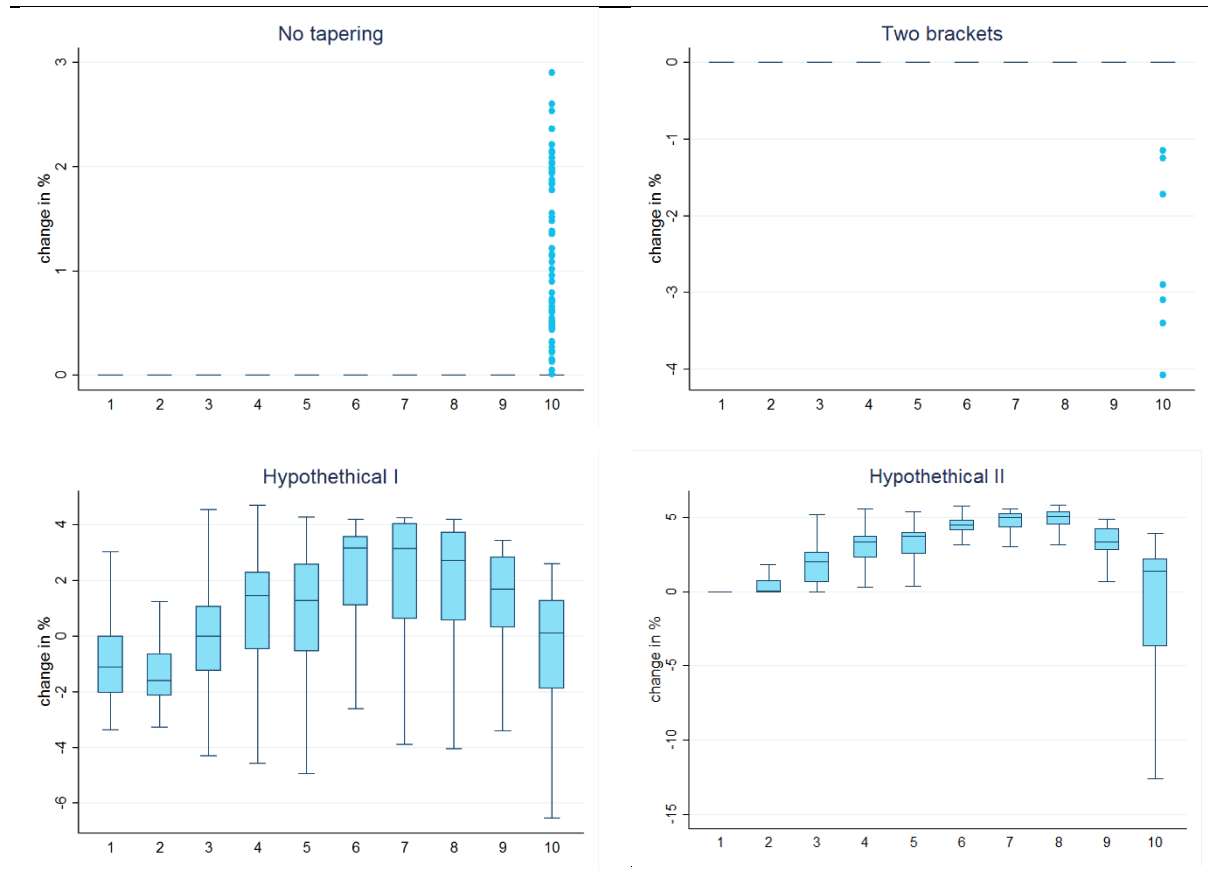 No tapering
change in %
3
2
1
0
1 2 3 4 5 6 7 8 9 10
Two brackets
change in %
0
-1
-2
-3
-4
1 2 3 4 5 6 7 8 9 10
Hypothethical I
change in %
4
2
0
-2
-4
-6
1 2 3 4 5 6 7 8 9 10
Hypothethical II
change in %
5
0
-5
-10
-15
1 2 3 4 5 6 7 8 9 10